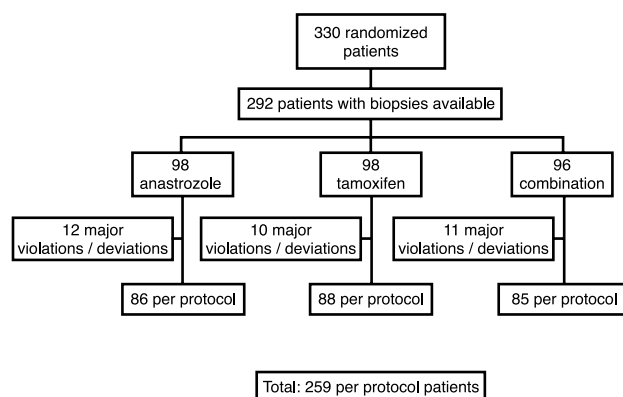 330 randomized
patients
292 patients with biopsies available
98
anastrozole
98
tamoxifen
96
combination
12 major
violations / deviations
10 major
violations / deviations
11 major
violations / deviations
86 per protocol
88 per protocol
85 per protocol
Total: 259 per protocol patients